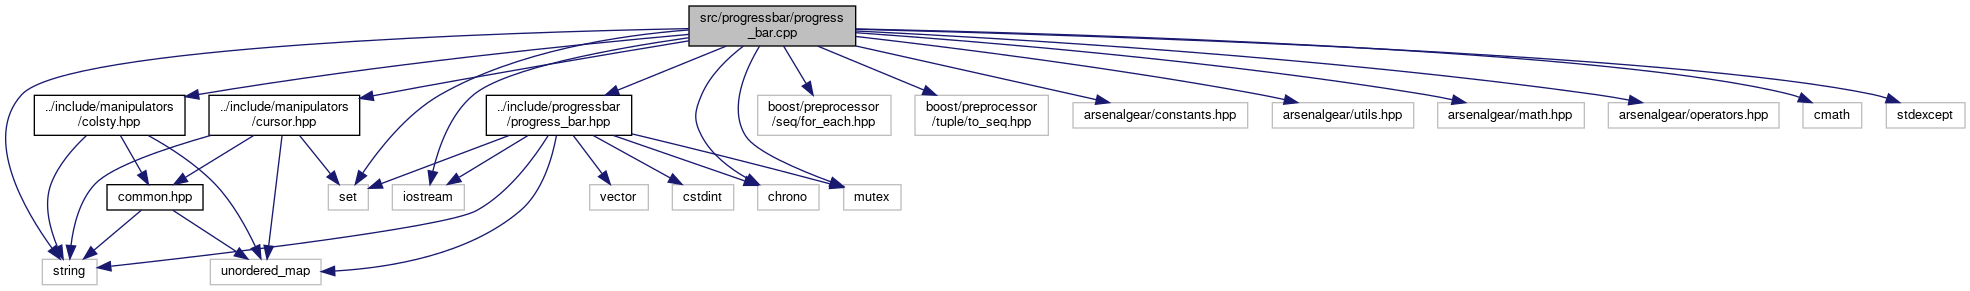 src/progressbar/progress
_bar.cpp
../include/manipulators
/colsty.hpp
../include/manipulators
/cursor.hpp
../include/progressbar
/progress_bar.hpp
boost/preprocessor
/seq/for_each.hpp
boost/preprocessor
/tuple/to_seq.hpp
arsenalgear/constants.hpp
arsenalgear/utils.hpp
arsenalgear/math.hpp
arsenalgear/operators.hpp
cmath
stdexcept
common.hpp
set
iostream
vector
cstdint
chrono
mutex
string
unordered_map